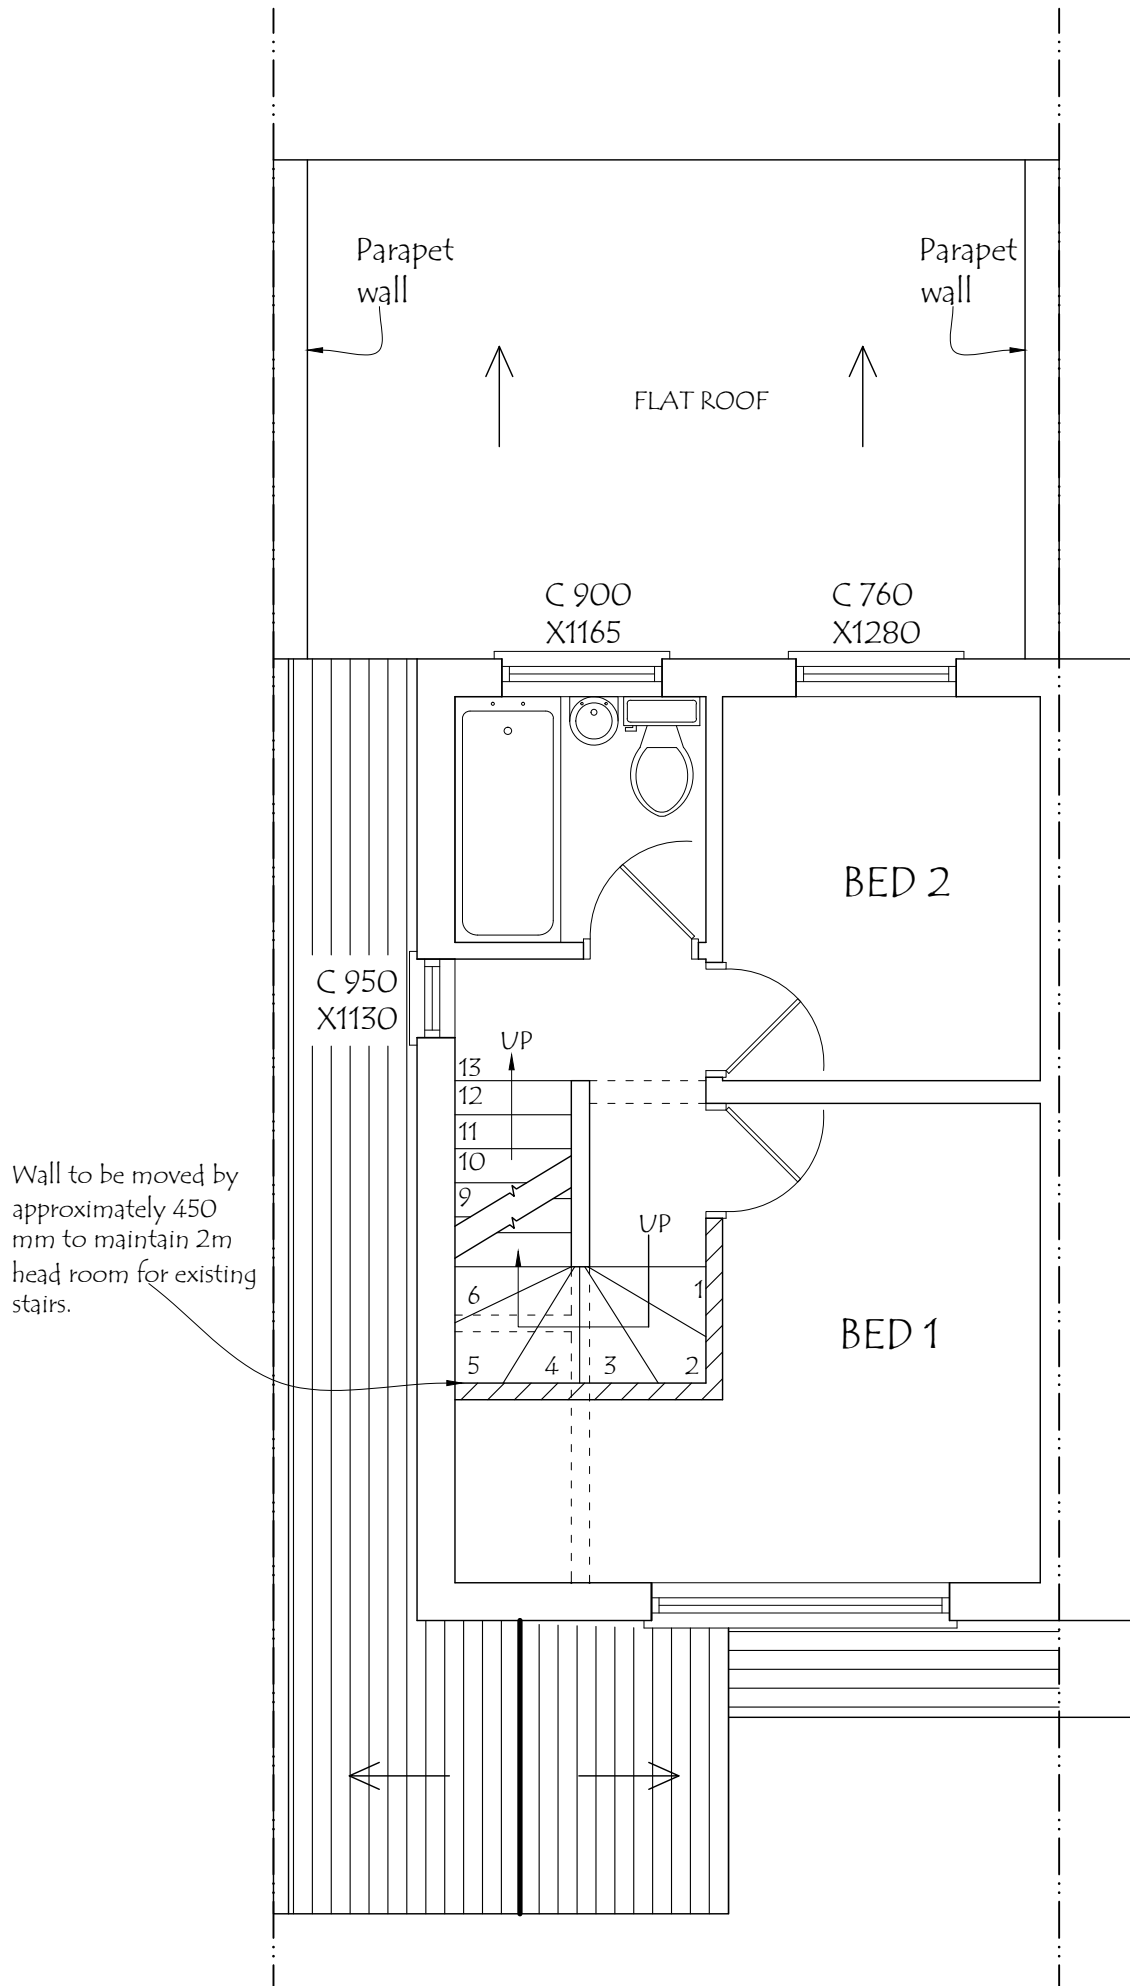 Parapet
wall
Parapet
wall
FLAT ROOF
C 900
X1165
C 760
X1280
BED 2
C 950
X1130
UP
13
12
11
10
9
Wall to be moved by
approximately 450
mm to maintain 2m
head room for existing
stairs.
UP
6
1
5
4
3
2
BED 1